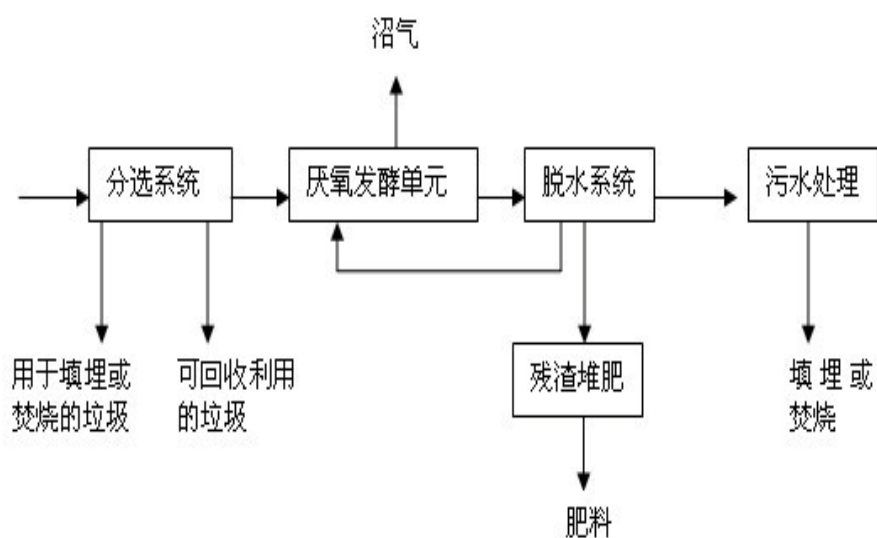 沼气
分选系统
厌氧发酵单元
脱水系统
污水处理
用于填埋或
焚烧的垃圾
可回收利用
的垃圾
残渣堆肥
填埋或
焚烧
肥料